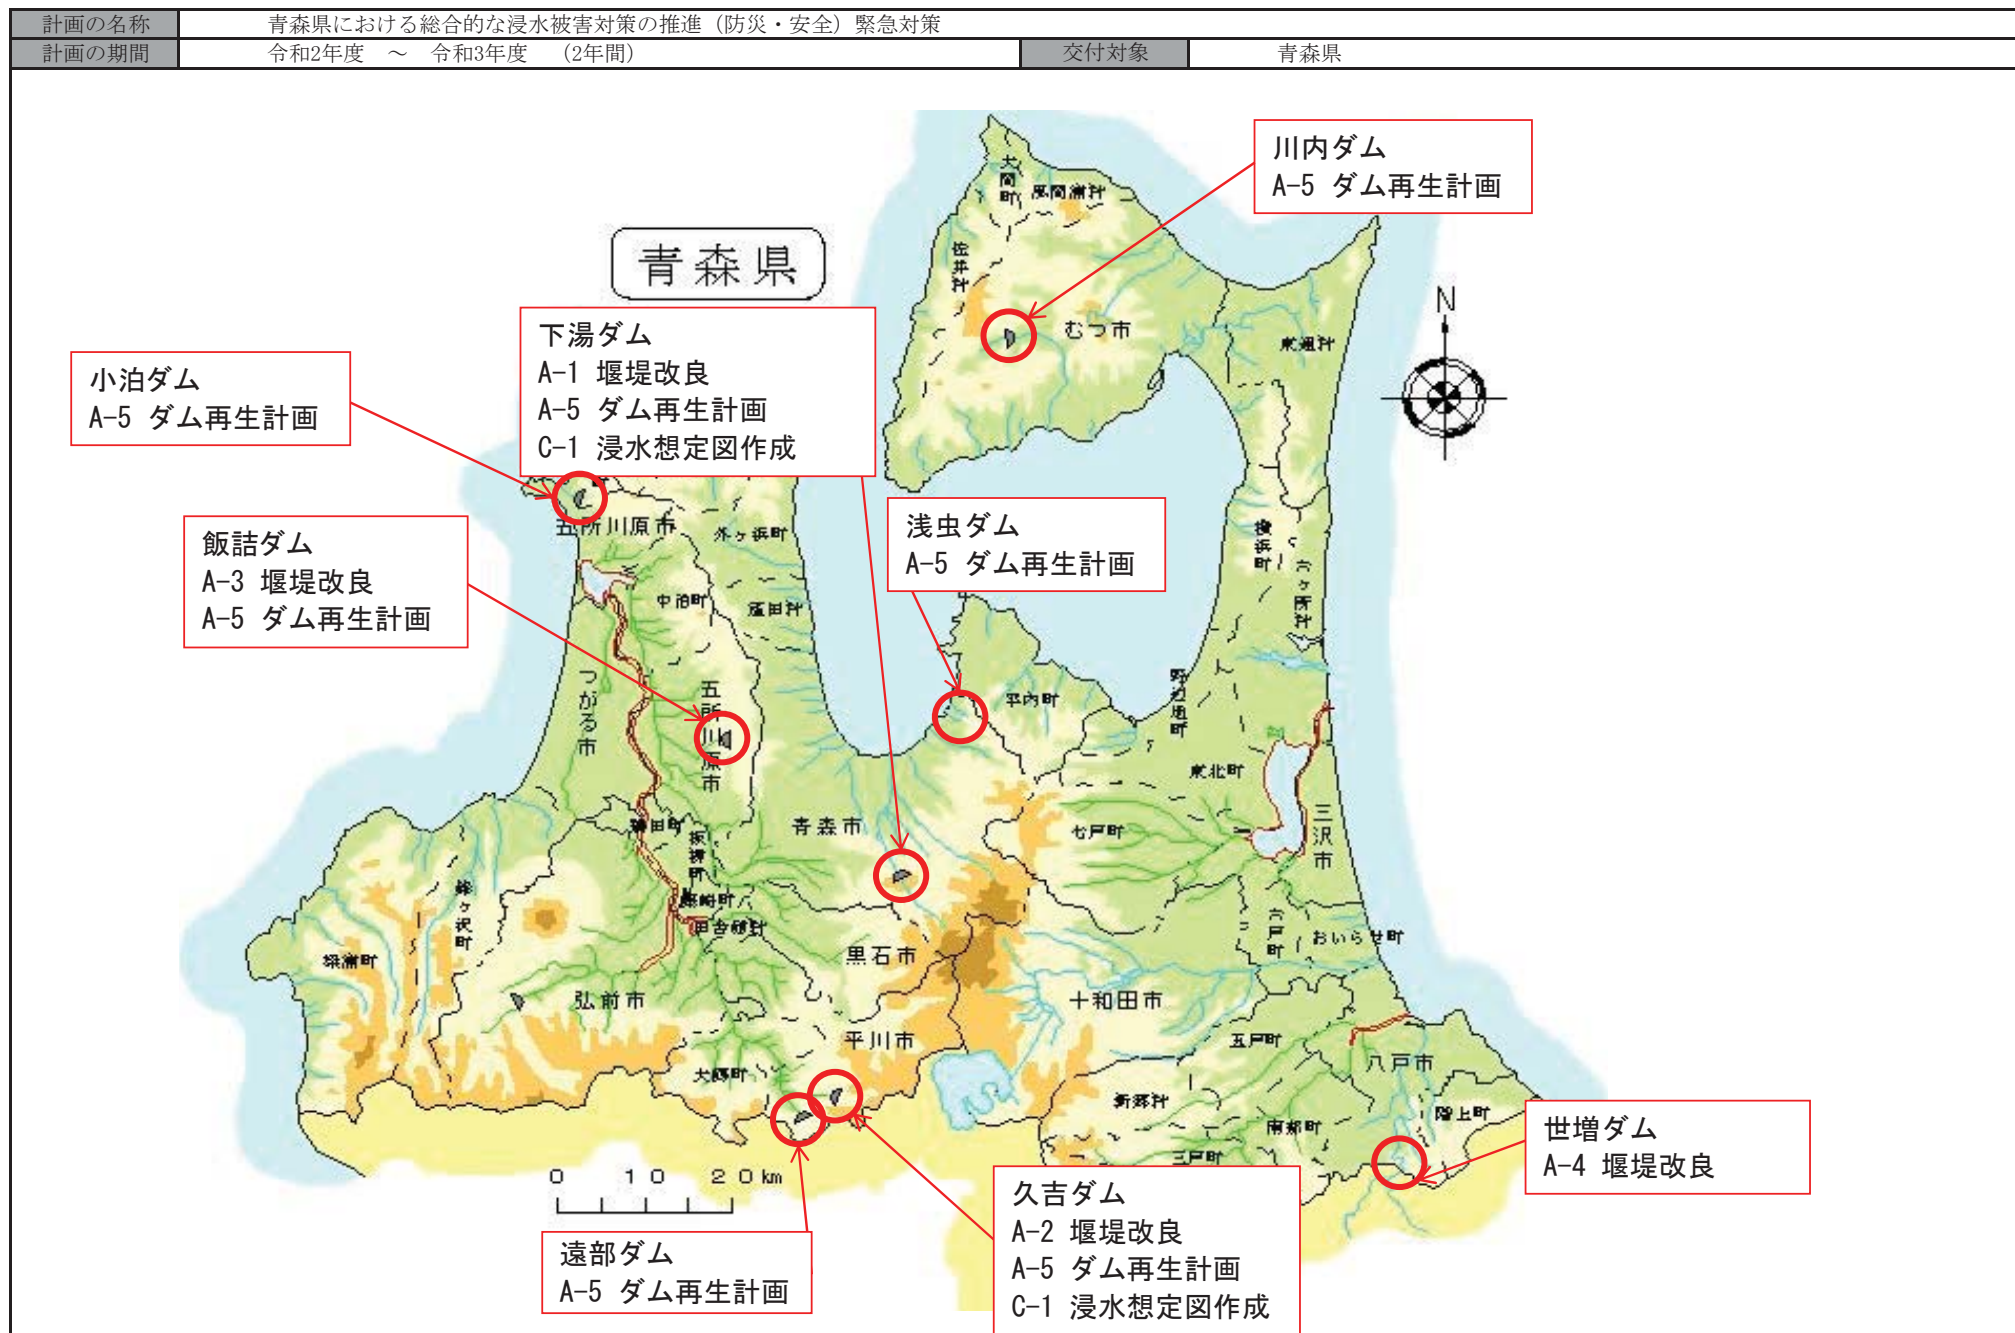 計画の名称 青森県における総合的な浸水被害対策の推進（防災・安全）緊急対策
計画の期間 令和2年度 ～ 令和3年度 （2年間） 交付対象 青森県
青森県
川内ダム
A-5 ダム再生計画
下湯ダム
A-1 堰堤改良
A-5 ダム再生計画
C-1 浸水想定図作成
小泊ダム
A-5 ダム再生計画
飯詰ダム
A-3 堰堤改良
A-5 ダム再生計画
浅虫ダム
A-5 ダム再生計画
世増ダム
A-4 堰堤改良
久吉ダム
A-2 堰堤改良
A-5 ダム再生計画
C-1 浸水想定図作成
遠部ダム
A-5 ダム再生計画
N
大間町
風間浦村
佐井村
むつ市
東通村
五所川原市
外ヶ浜町
中泊町
蓬田村
横浜町
六ヶ所村
つがる市
五所川原市
平内町
野辺地町
東北町
三沢市
青森市
七戸町
鶴田町
板柳町
藤崎町
田舎館村
六戸町
おいらせ町
鰺ヶ沢町
深浦町
弘前市
黒石市
平川市
十和田市
五戸町
八戸市
大鰐町
新郷村
南部町
三戸町
階上町
0 10 20km